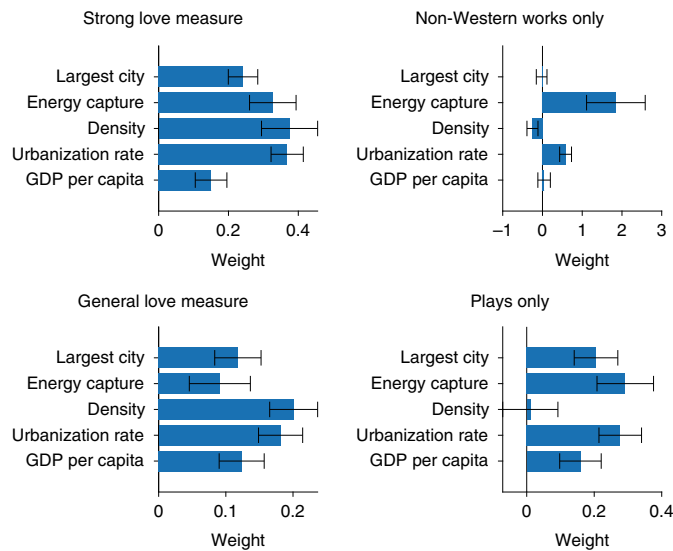 Strong love measure
Largest city
Energy capture
Density
Urbanization rate
GDP per capita
0 0.2 0.4
Weight
Non-Western works only
Largest city
Energy capture
Density
Urbanization rate
GDP per capita
–1 0 1 2 3
Weight
General love measure
Largest city
Energy capture
Density
Urbanization rate
GDP per capita
0 0.1 0.2
Weight
Plays only
Largest city
Energy capture
Density
Urbanization rate
GDP per capita
0 0.2 0.4
Weight